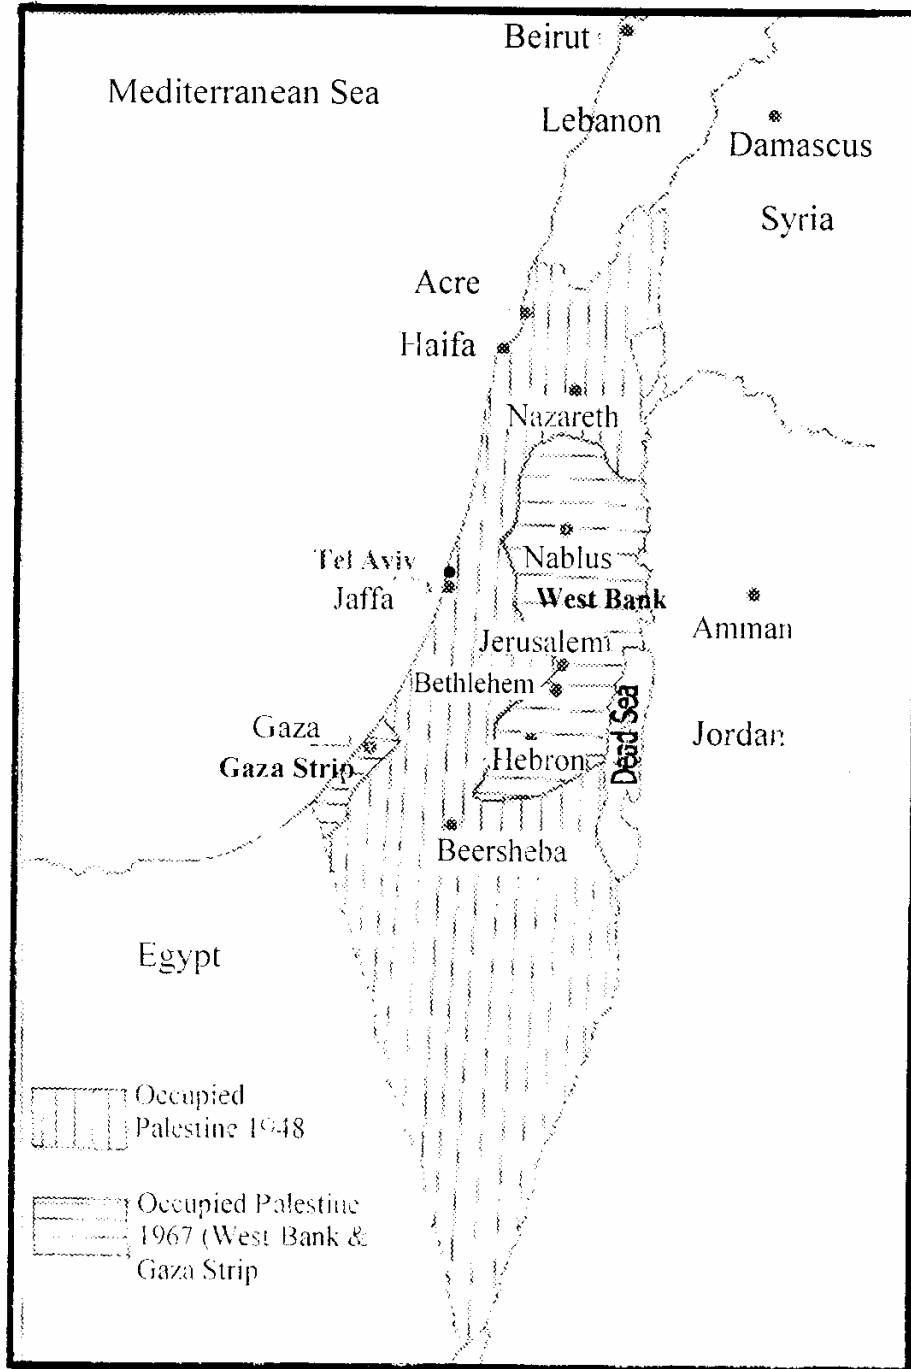 Beirut
Mediterranean Sea
Lebanon
Damascus
Syria
Acre
Haifa
Nazareth
Tel Aviv
Nablus
Jaffa
West Bank
Amman
Jerusalem
Bethlehem
Dead Sea
Gaza
Jordan
Hebron
Gaza Strip
Beersheba
Egypt
Occupied
Palestine 1948
Occupied Palestine
1967 (West Bank &
Gaza Strip